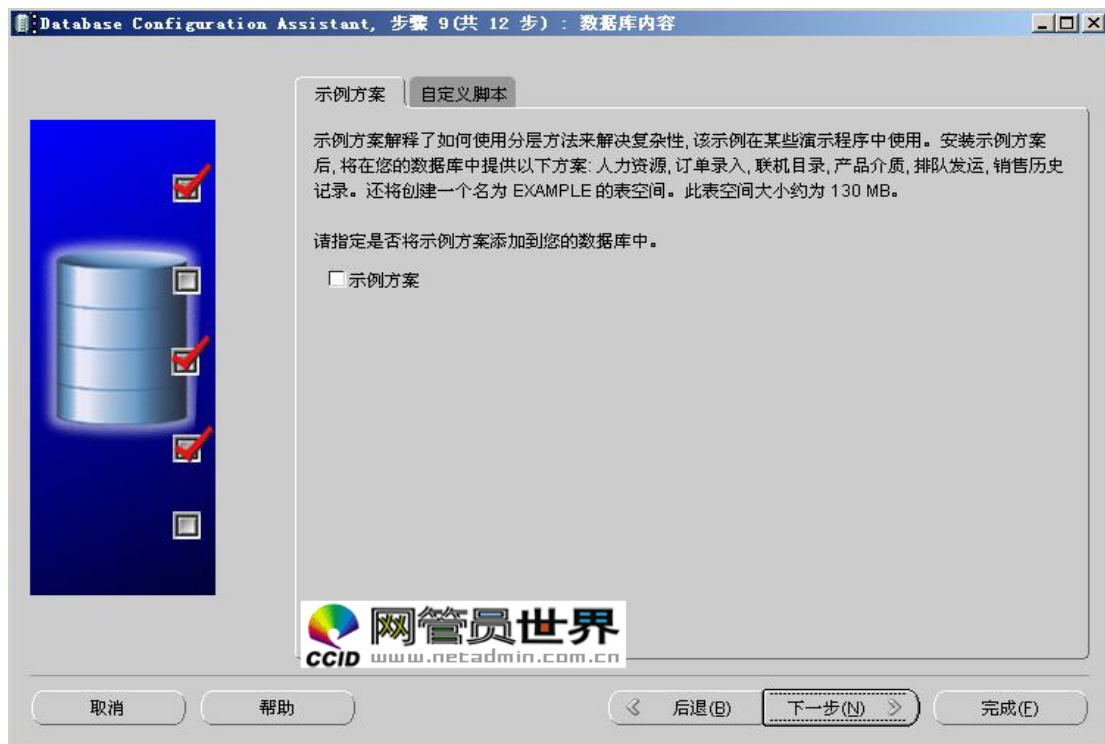 Database Configuration Assistant, 步骤 9(共 12 步) : 数据库内容
示例方案
自定义脚本
示例方案解释了如何使用分层方法来解决复杂性, 该示例在某些演示程序中使用。安装示例方案
后, 将在您的数据库中提供以下方案: 人力资源, 订单录入, 联机目录, 产品介质, 排队发运, 销售历史
记录。还将创建一个名为 EXAMPLE 的表空间。此表空间大小约为 130 MB。
请指定是否将示例方案添加到您的数据库中。
示例方案
CCID
网管员世界
www.netadmin.com.cn
取消
帮助
后退(B)
下一步(N)
完成(F)